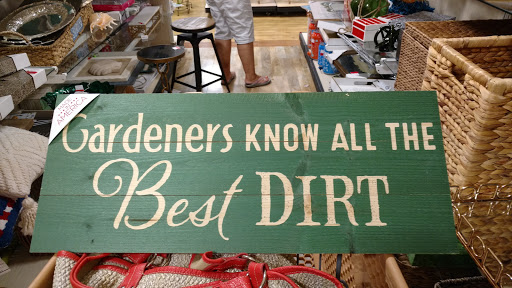 Gardeners KNOW ALL THE
Best DIRT